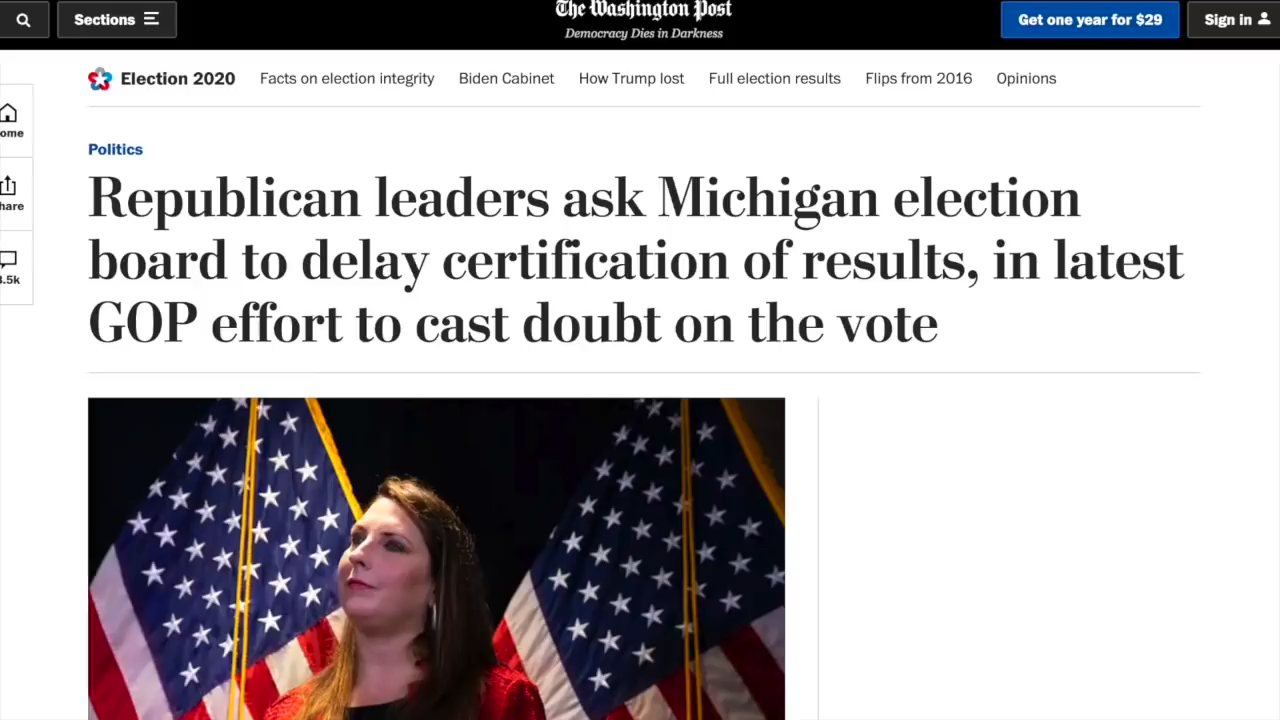 Sections
The Washington Post
Democracy Dies in Darkness
Get one year for $29
Sign in
Election 2020
Facts on election integrity
Biden Cabinet
How Trump lost
Full election results
Flips from 2016
Opinions
ome
hare
.5k
Politics
Republican leaders ask Michigan election
board to delay certification of results, in latest
GOP effort to cast doubt on the vote